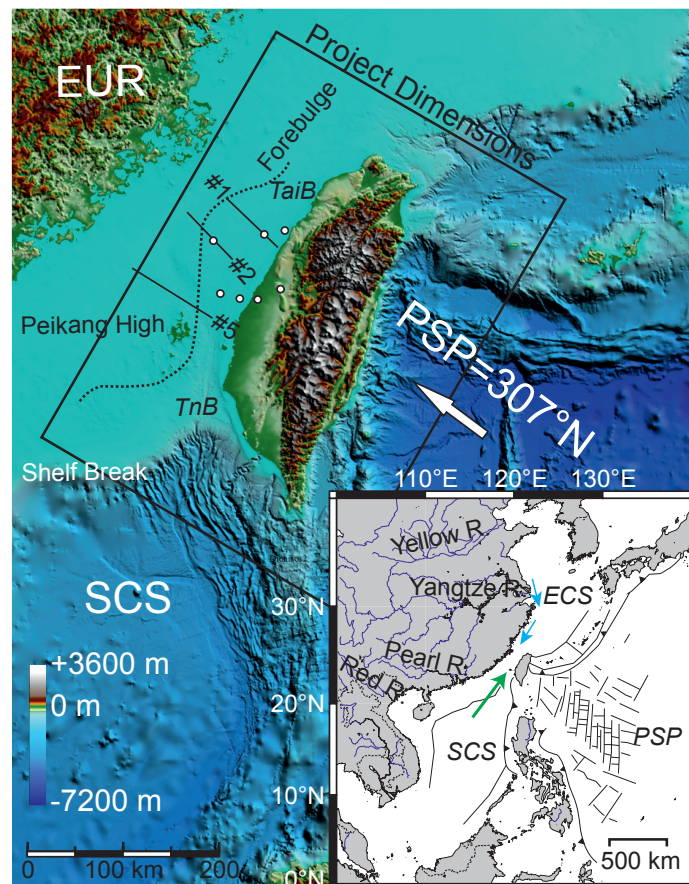 EUR
Project Dimensions
Forebulge
#1
TaiB
#2
Peikang High
#5
PSP=307°N
TnB
Shelf Break
SCS
+3600 m
0 m
-7200 m
0 100 km 200
110°E 120°E 130°E
Yellow R.
Yangtze R.
ECS
30°N
Pearl R.
Red R.
20°N
SCS
PSP
10°N
500 km
0°N